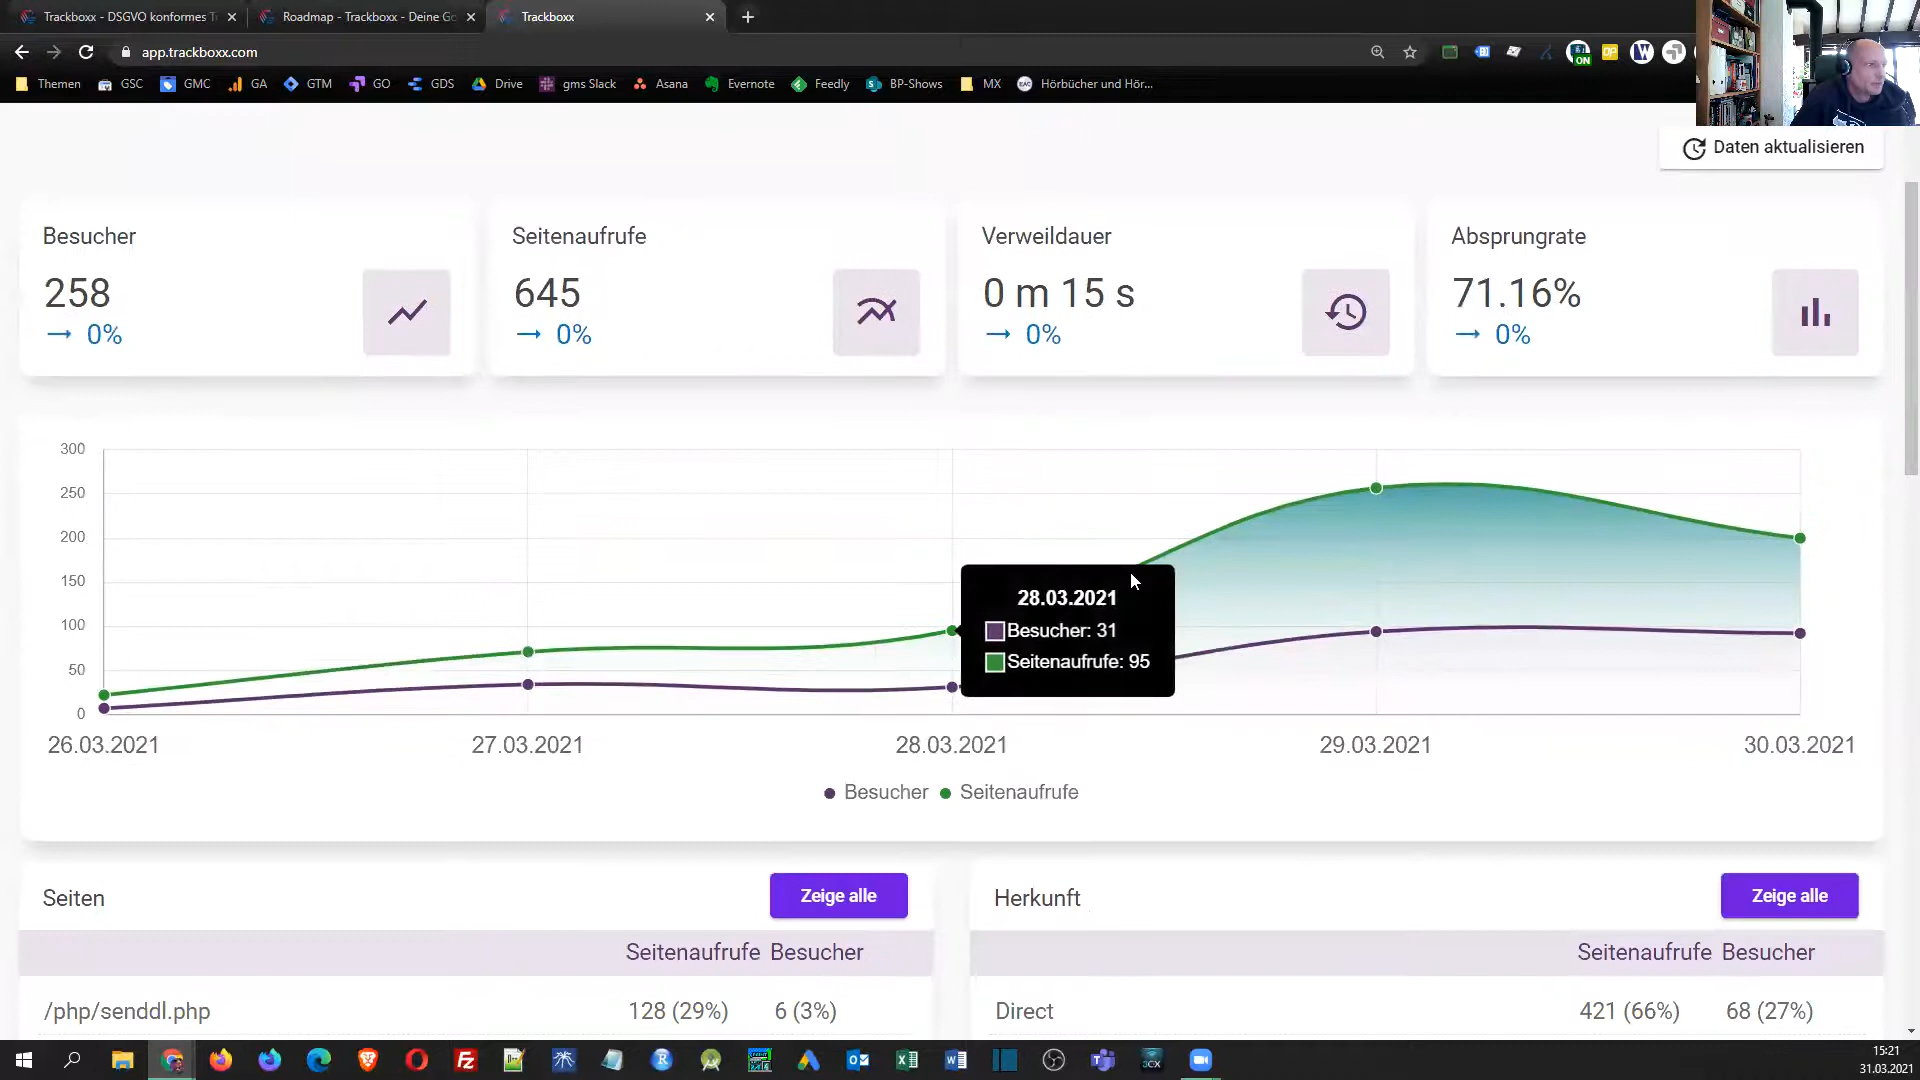 Trackboxx - DSGVO konformes T
Roadmap - Trackboxx - Deine Go
Trackboxx
app.trackboxx.com
ON
Themen
GSC
GMC
GA
GTM
GO
GDS
Drive
gms Slack
Asana
Evernote
Feedly
BP-Shows
MX
Hörbücher und Hör...
Daten aktualisieren
Besucher
258
→ 0%
Seitenaufrufe
645
→ 0%
Verweildauer
0 m 15 s
→ 0%
Absprungrate
71.16%
→ 0%
300
250
200
150
100
50
0
28.03.2021
Besucher: 31
Seitenaufrufe: 95
26.03.2021
27.03.2021
28.03.2021
29.03.2021
30.03.2021
Besucher
Seitenaufrufe
Seiten
Zeige alle
Seitenaufrufe Besucher
/php/senddl.php 128 (29%) 6 (3%)
Herkunft
Zeige alle
Seitenaufrufe Besucher
Direct 421 (66%) 68 (27%)
15:21
31.03.2021